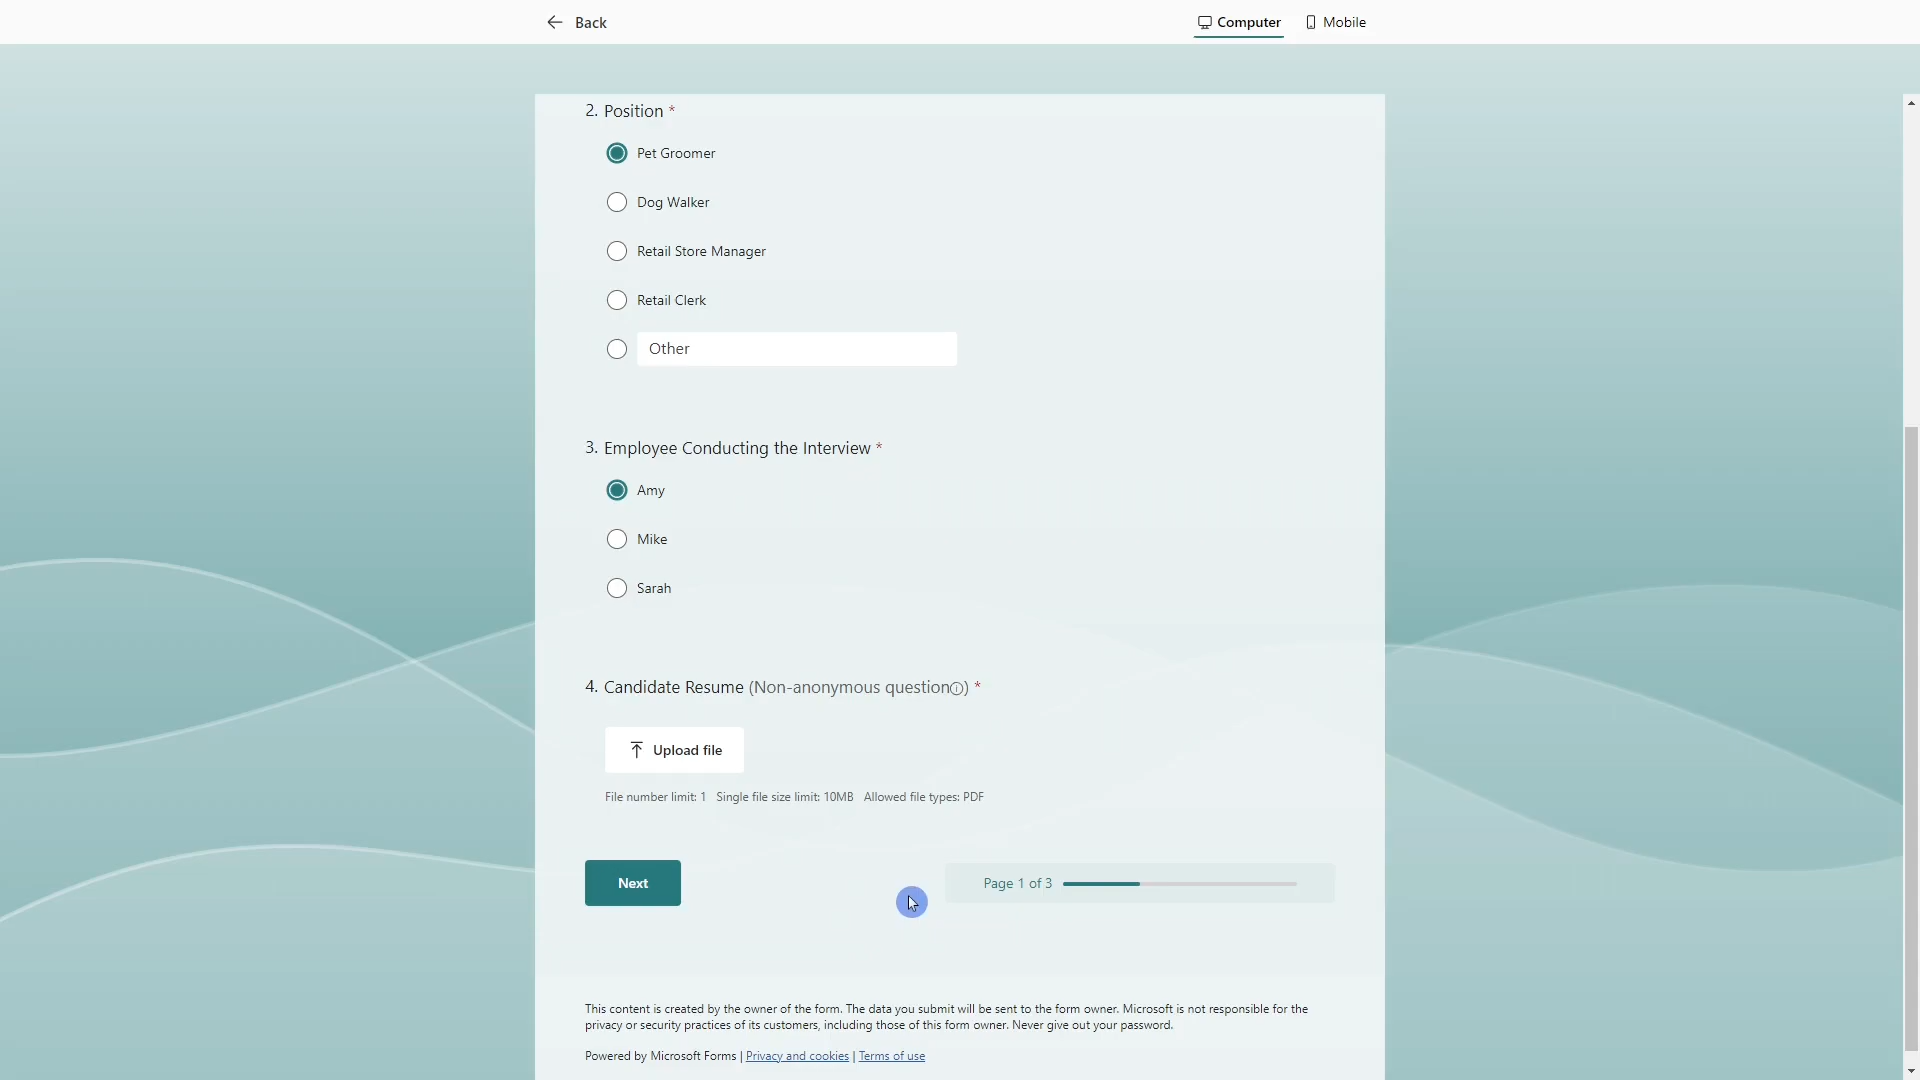 Back
Computer
Mobile
2. Position *
Pet Groomer
Dog Walker
Retail Store Manager
Retail Clerk
Other
3. Employee Conducting the Interview *
Amy
Mike
Sarah
4. Candidate Resume (Non-anonymous question) *
Upload file
File number limit: 1 Single file size limit: 10MB Allowed file types: PDF
Next
Page 1 of 3
This content is created by the owner of the form. The data you submit will be sent to the form owner. Microsoft is not responsible for the
privacy or security practices of its customers, including those of this form owner. Never give out your password.
Powered by Microsoft Forms | Privacy and cookies | Terms of use